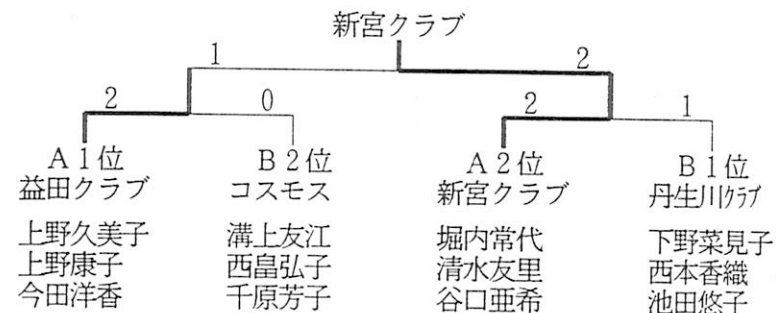 新宮クラブ
1 2
2 0 2 1
A1位 B2位 A2位 B1位
益田クラブ コスモス 新宮クラブ 丹生川クラブ
上野久美子 溝上友江 堀内常代 下野菜見子
上野康子 西畠弘子 清水友里 西本香織
今田洋香 千原芳子 谷口亜希 池田悠子